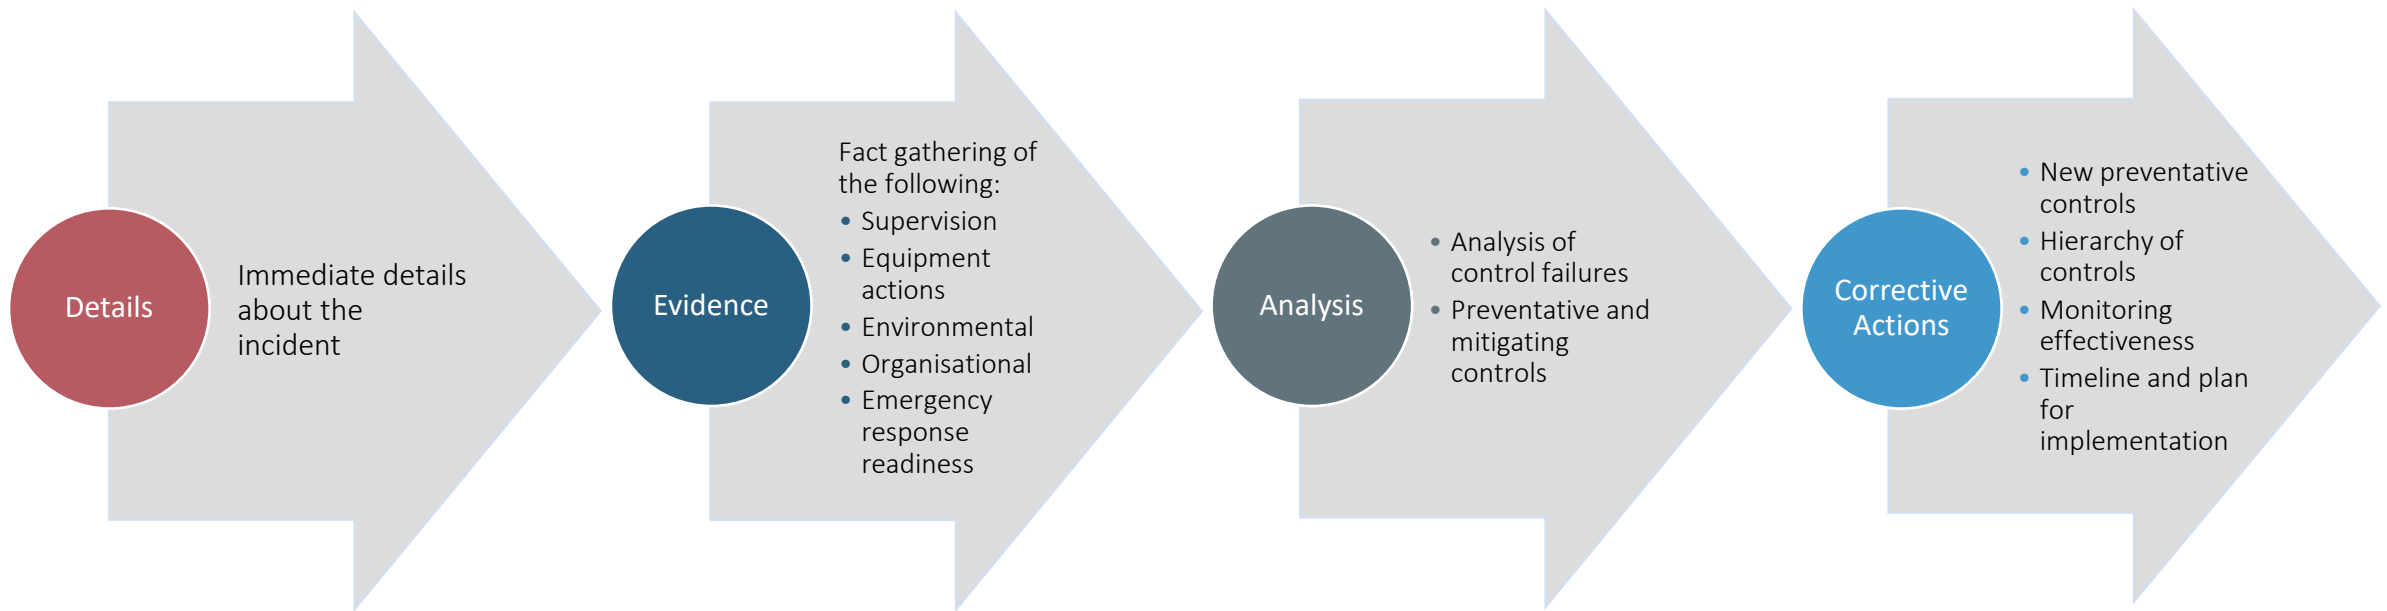 Details
Immediate details
about the
incident
Evidence
Fact gathering of
the following:
• Supervision
• Equipment
actions
• Environmental
• Organisational
• Emergency
response
readiness
Analysis
• Analysis of
control failures
• Preventative and
mitigating
controls
Corrective
Actions
• New preventative
controls
• Hierarchy of
controls
• Monitoring
effectiveness
• Timeline and plan
for
implementation